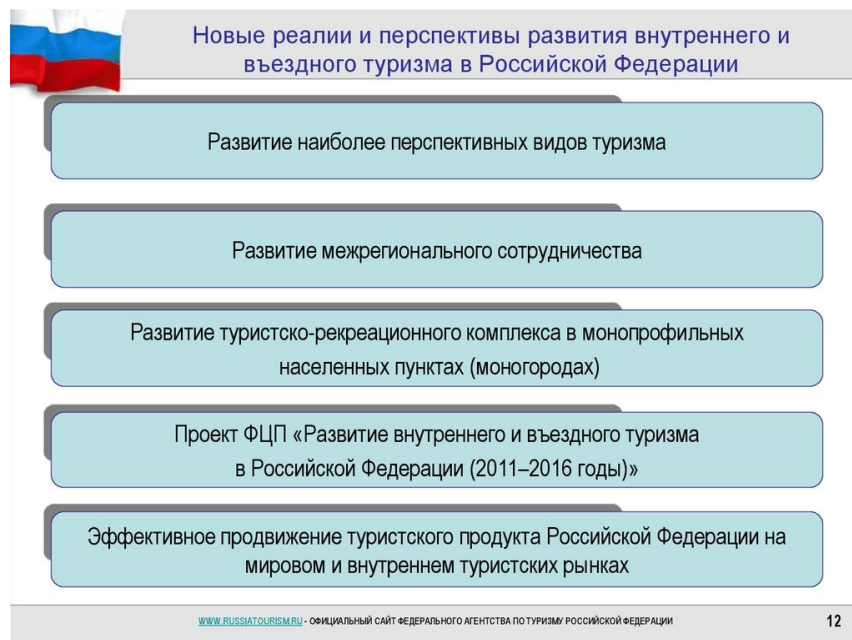 Новые реалии и перспективы развития внутреннего и
въездного туризма в Российской Федерации
Развитие наиболее перспективных видов туризма
Развитие межрегионального сотрудничества
Развитие туристско-рекреационного комплекса в монопрофильных
населенных пунктах (моногородах)
Проект ФЦП «Развитие внутреннего и въездного туризма
в Российской Федерации (2011–2016 годы)»
Эффективное продвижение туристского продукта Российской Федерации на
мировом и внутреннем туристских рынках
WWW.RUSSIATOURISM.RU - ОФИЦИАЛЬНЫЙ САЙТ ФЕДЕРАЛЬНОГО АГЕНТСТВА ПО ТУРИЗМУ РОССИЙСКОЙ ФЕДЕРАЦИИ
12